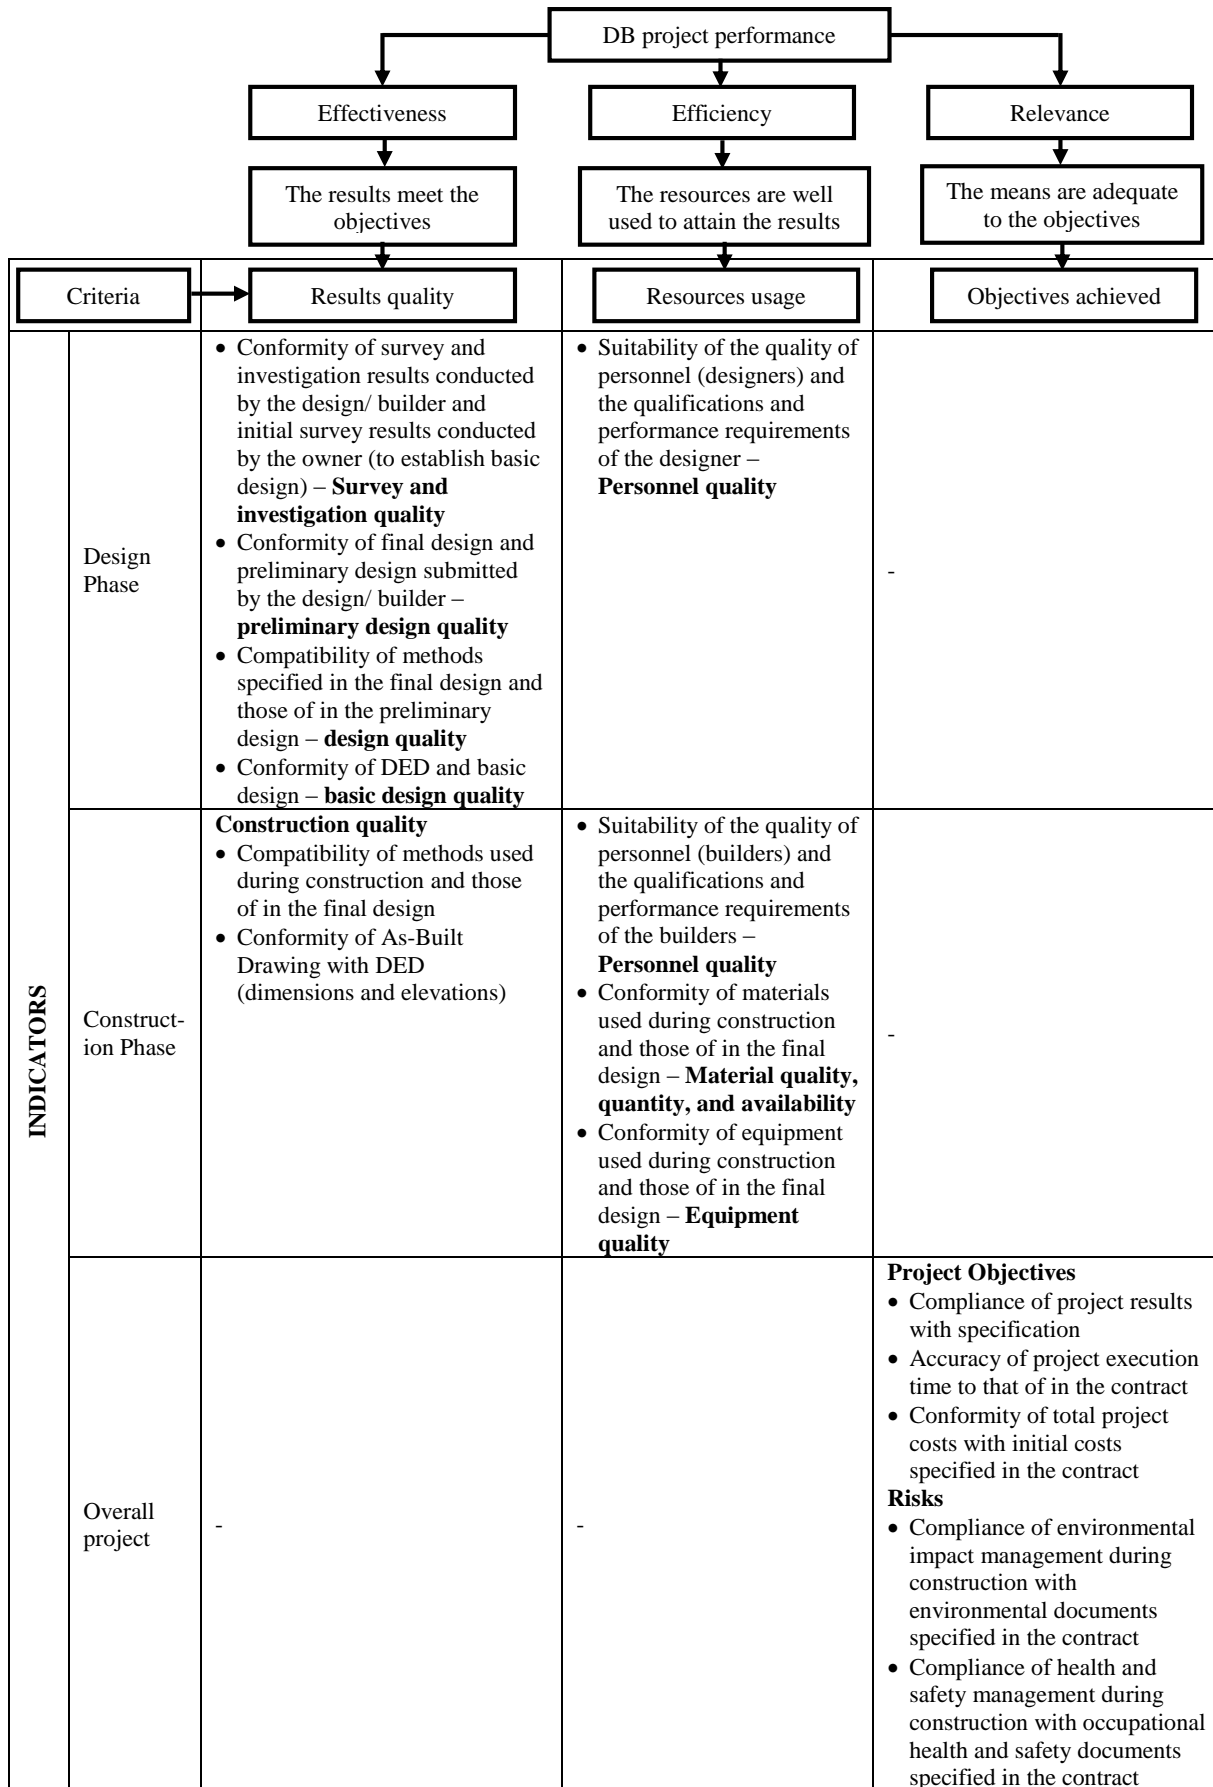 DB project performance
Effectiveness
Efficiency
Relevance
The results meet the
objectives
The resources are well
used to attain the results
The means are adequate
to the objectives
Criteria
Results quality
Resources usage
Objectives achieved
INDICATORS
Design
Phase
• Conformity of survey and
investigation results conducted
by the design/ builder and
initial survey results conducted
by the owner (to establish basic
design) – Survey and
investigation quality
• Conformity of final design and
preliminary design submitted
by the design/ builder –
preliminary design quality
• Compatibility of methods
specified in the final design and
those of in the preliminary
design – design quality
• Conformity of DED and basic
design – basic design quality
• Suitability of the quality of
personnel (designers) and
the qualifications and
performance requirements
of the designer –
Personnel quality
-
Construct-
ion Phase
Construction quality
• Compatibility of methods used
during construction and those
of in the final design
• Conformity of As-Built
Drawing with DED
(dimensions and elevations)
• Suitability of the quality of
personnel (builders) and
the qualifications and
performance requirements
of the builders –
Personnel quality
• Conformity of materials
used during construction
and those of in the final
design – Material quality,
quantity, and availability
• Conformity of equipment
used during construction
and those of in the final
design – Equipment
quality
-
Overall
project
-
-
Project Objectives
• Compliance of project results
with specification
• Accuracy of project execution
time to that of in the contract
• Conformity of total project
costs with initial costs
specified in the contract
Risks
• Compliance of environmental
impact management during
construction with
environmental documents
specified in the contract
• Compliance of health and
safety management during
construction with occupational
health and safety documents
specified in the contract